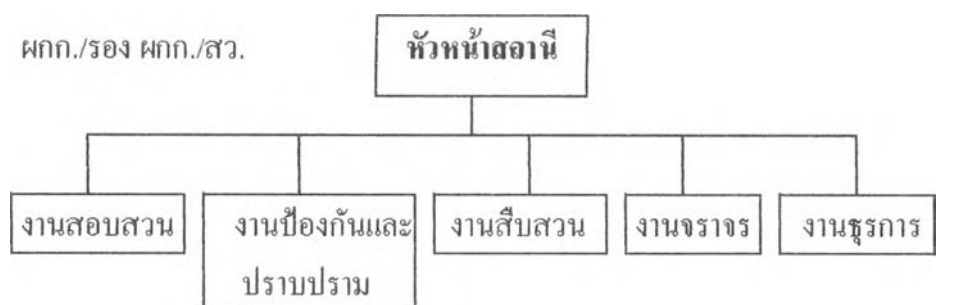 ผกก./รอง ผกก./สว.
หัวหน้าสถานี
งานสอบสวน
งานป้องกันและ
ปราบปราม
งานสืบสวน
งานจราจร
งานธุรการ